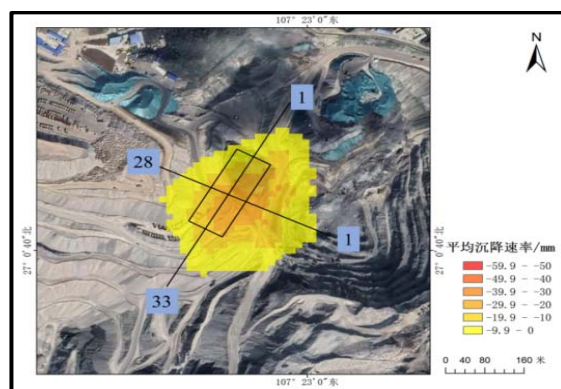 107° 23′ 0″ 东
N
1
28
27° 0′ 40″ 北
1
27° 0′ 40″ 北
33
平均沉降速率/mm
-59.9 - -50
-49.9 - -40
-39.9 - -30
-29.9 - -20
-19.9 - -10
-9.9 - 0
0 40 80 160 米
107° 23′ 0″ 东